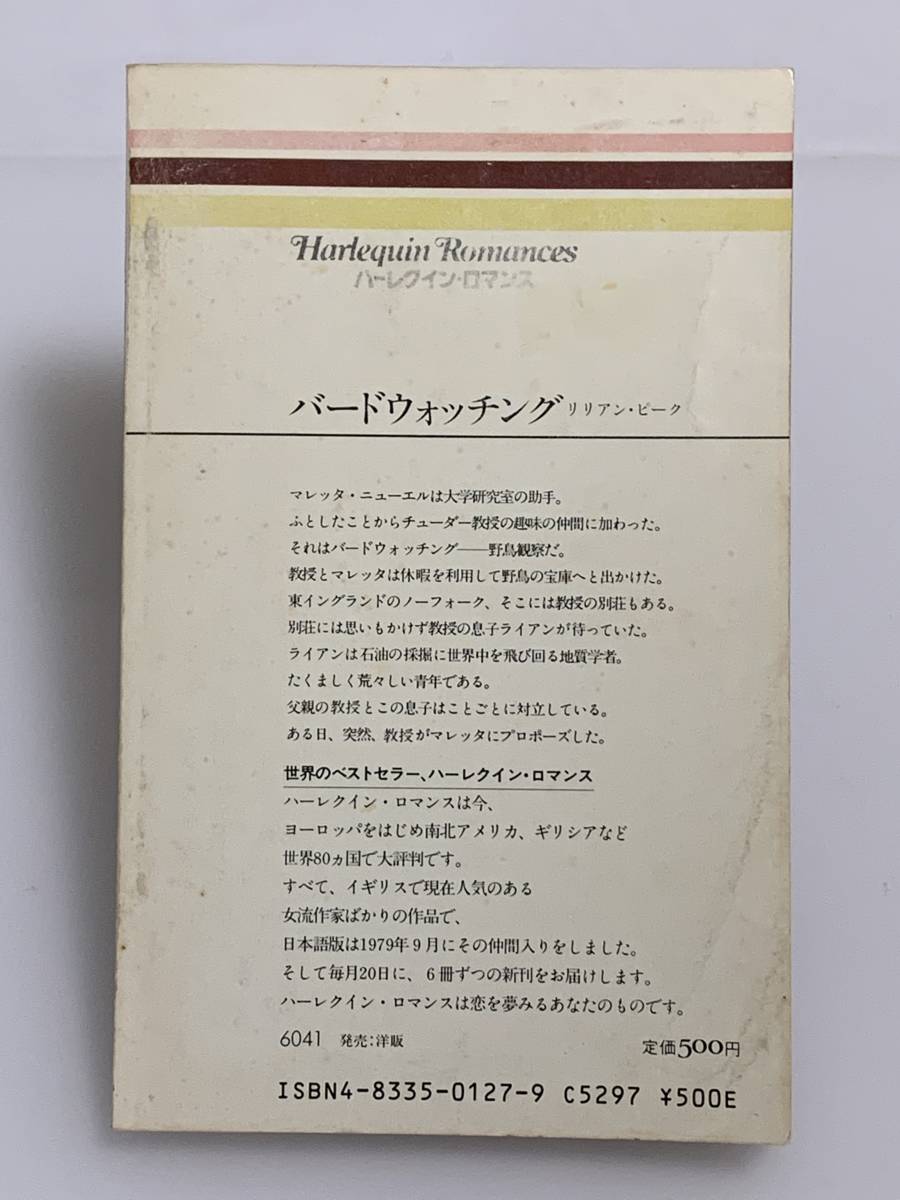 Harlequin Romances
ハーレクイン・ロマンス
バードウォッチング リリアン・ピーク
マレッタ・ニューエルは大学研究室の助手。
ふとしたことからチューダー教授の趣味の仲間に加わった。
それはバードウォッチング——野鳥観察だ。
教授とマレッタは休暇を利用して野鳥の宝庫へと出かけた。
東イングランドのノーフォーク、そこには教授の別荘もある。
別荘には思いもかけず教授の息子ライアンが待っていた。
ライアンは石油の採掘に世界中を飛び回る地質学者。
たくましく荒々しい青年である。
父親の教授とこの息子はことごとに対立している。
ある日、突然、教授がマレッタにプロポーズした。
世界のベストセラー、ハーレクイン・ロマンス
ハーレクイン・ロマンスは今、
ヨーロッパをはじめ南北アメリカ、ギリシアなど
世界80ヵ国で大評判です。
すべて、イギリスで現在人気のある
女流作家ばかりの作品で、
日本語版は1979年9月にその仲間入りをしました。
そして毎月20日に、6冊ずつの新刊をお届けします。
ハーレクイン・ロマンスは恋を夢みるあなたのものです。
6041 発売:洋販 定価500円
ISBN4-8335-0127-9 C5297 ¥500E